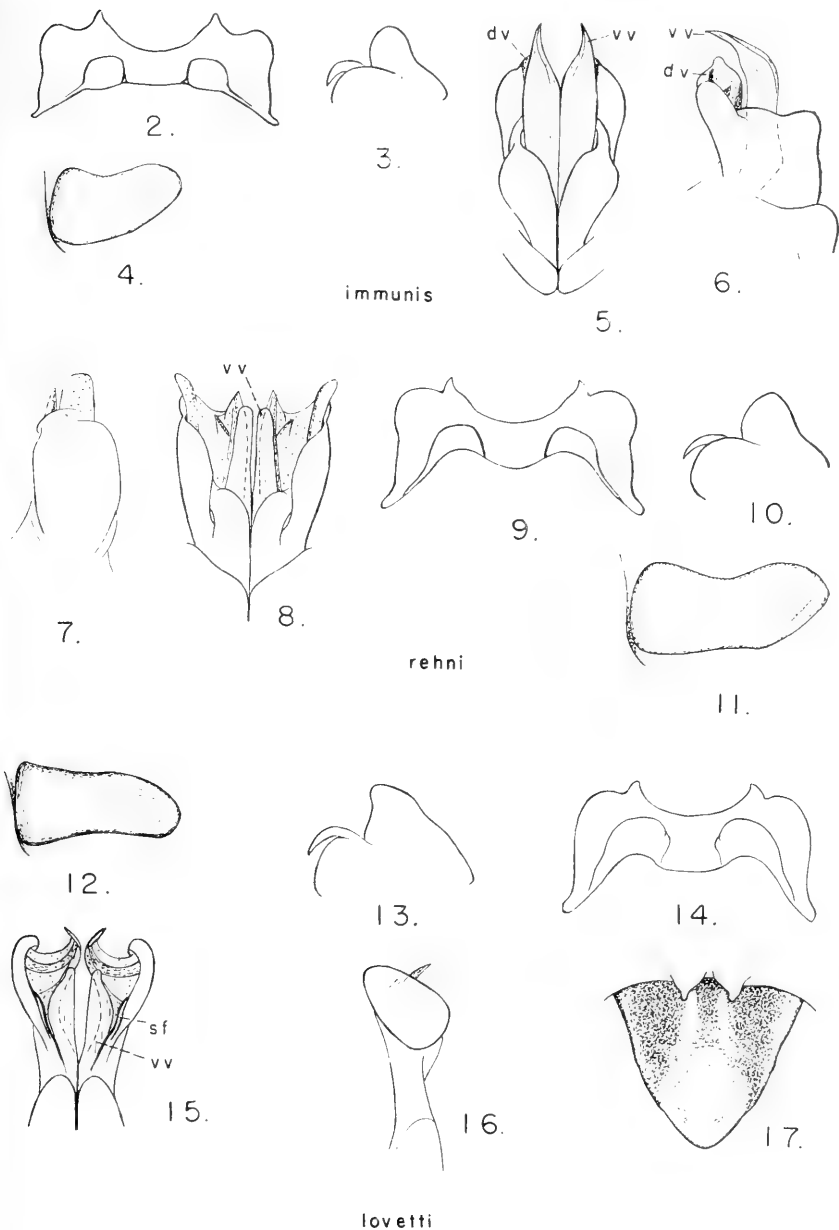 dv vv
vv
dv
2.
3.
4.
5.
6.
immunis
vv
7.
8.
9.
10.
11.
rehni
12.
13.
14.
sf
vv
15.
16.
17.
lovetti